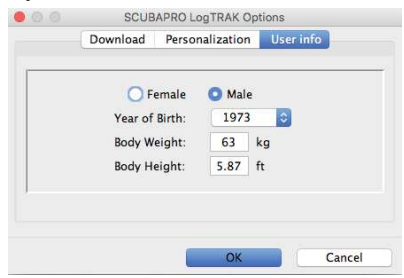 SCUBAPRO LogTRAK Options
Download Personalization User info
Female Male
Year of Birth: 1973
Body Weight: 63 kg
Body Height: 5.87 ft
OK Cancel